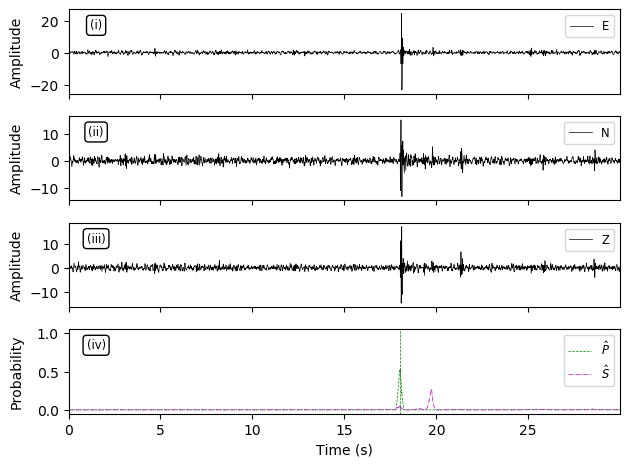 (i)
E
Amplitude
20
0
−20
(ii)
N
Amplitude
10
0
−10
(iii)
Z
Amplitude
10
0
−10
(iv)
P̂
Ŝ
Probability
1.0
0.5
0.0
0 5 10 15 20 25
Time (s)